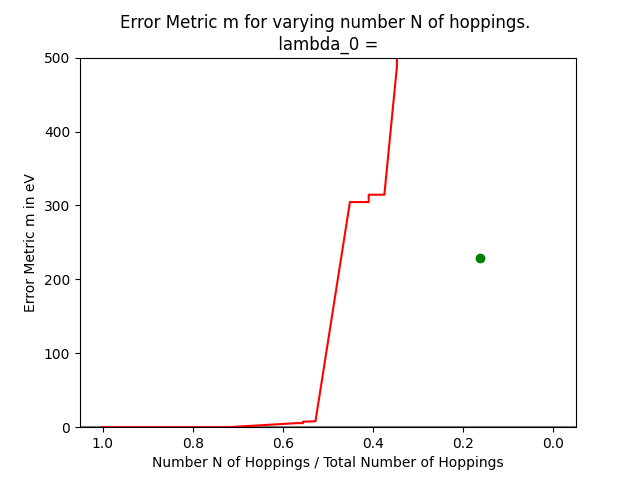 Error Metric m for varying number N of hoppings.
lambda_0 =
500
400
300
200
100
0
Error Metric m in eV
1.0 0.8 0.6 0.4 0.2 0.0
Number N of Hoppings / Total Number of Hoppings